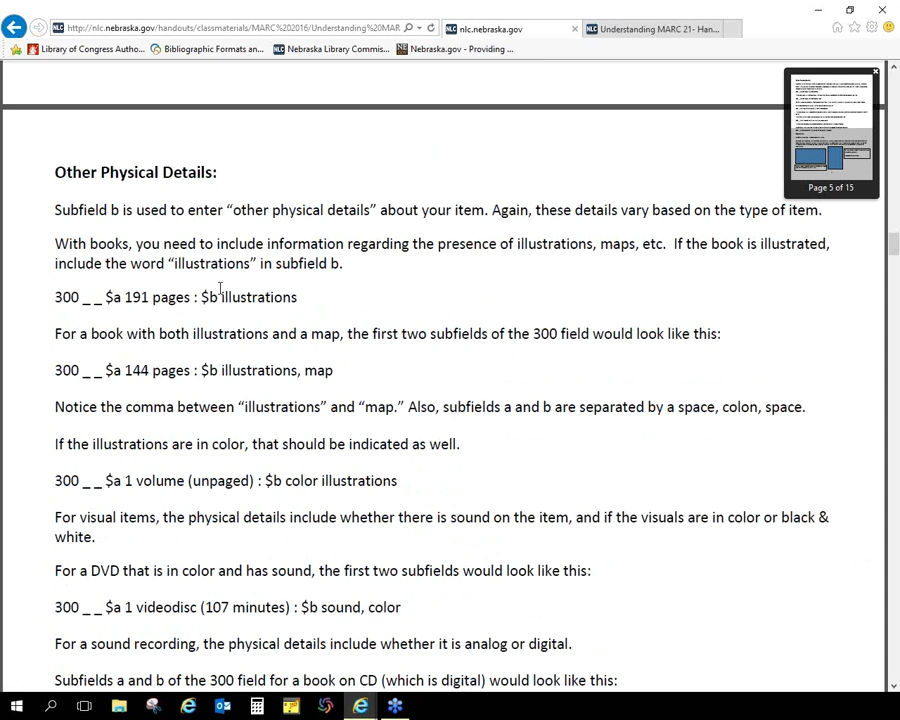 http://nlc.nebraska.gov/handouts/classmaterials/MARC%202016/Understanding%20MAR
nlc.nebraska.gov
Understanding MARC 21- Han...
Library of Congress Autho...
Bibliographic Formats an...
Nebraska Library Commis...
Nebraska.gov - Providing ...
Page 5 of 15
Other Physical Details:
Subfield b is used to enter “other physical details” about your item. Again, these details vary based on the type of item.
With books, you need to include information regarding the presence of illustrations, maps, etc. If the book is illustrated,
include the word “illustrations” in subfield b.
300 _ _ $a 191 pages : $b illustrations
For a book with both illustrations and a map, the first two subfields of the 300 field would look like this:
300 _ _ $a 144 pages : $b illustrations, map
Notice the comma between “illustrations” and “map.” Also, subfields a and b are separated by a space, colon, space.
If the illustrations are in color, that should be indicated as well.
300 _ _ $a 1 volume (unpaged) : $b color illustrations
For visual items, the physical details include whether there is sound on the item, and if the visuals are in color or black &
white.
For a DVD that is in color and has sound, the first two subfields would look like this:
300 _ _ $a 1 videodisc (107 minutes) : $b sound, color
For a sound recording, the physical details include whether it is analog or digital.
Subfields a and b of the 300 field for a book on CD (which is digital) would look like this: